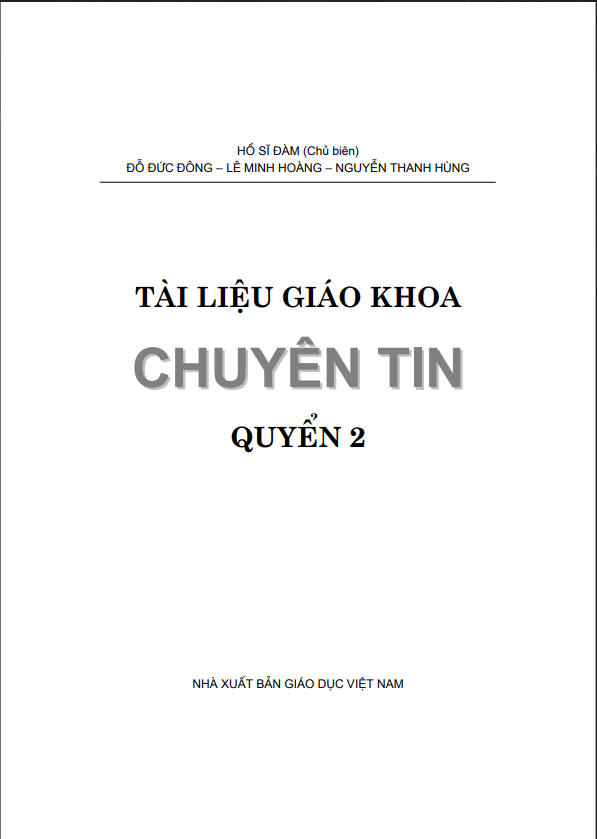 HỒ SĨ ĐÀM (Chủ biên)
ĐỖ ĐỨC ĐÔNG – LÊ MINH HOÀNG – NGUYỄN THANH HÙNG
TÀI LIỆU GIÁO KHOA
CHUYÊN TIN
QUYỂN 2
NHÀ XUẤT BẢN GIÁO DỤC VIỆT NAM